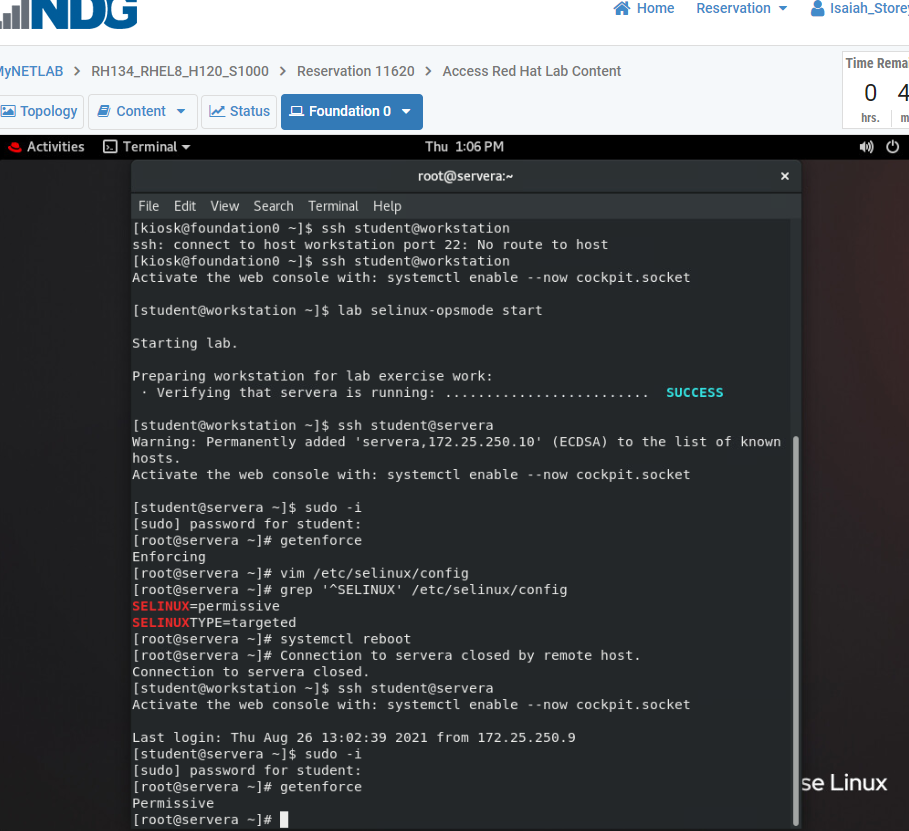 NDG
Home Reservation Isaiah_Storey
MyNETLAB > RH134_RHEL8_H120_S1000 > Reservation 11620 > Access Red Hat Lab Content
Time Rema
0 4
hrs. m
Topology Content Status Foundation 0
Activities Terminal Thu 1:06 PM
root@servera:~ ×
File Edit View Search Terminal Help
[kiosk@foundation0 ~]$ ssh student@workstation
ssh: connect to host workstation port 22: No route to host
[kiosk@foundation0 ~]$ ssh student@workstation
Activate the web console with: systemctl enable --now cockpit.socket
[student@workstation ~]$ lab selinux-opsmode start
Starting lab.
Preparing workstation for lab exercise work:
· Verifying that servera is running: ......................... SUCCESS
[student@workstation ~]$ ssh student@servera
Warning: Permanently added 'servera,172.25.250.10' (ECDSA) to the list of known
hosts.
Activate the web console with: systemctl enable --now cockpit.socket
[student@servera ~]$ sudo -i
[sudo] password for student:
[root@servera ~]# getenforce
Enforcing
[root@servera ~]# vim /etc/selinux/config
[root@servera ~]# grep '^SELINUX' /etc/selinux/config
SELINUX=permissive
SELINUXTYPE=targeted
[root@servera ~]# systemctl reboot
[root@servera ~]# Connection to servera closed by remote host.
Connection to servera closed.
[student@workstation ~]$ ssh student@servera
Activate the web console with: systemctl enable --now cockpit.socket
Last login: Thu Aug 26 13:02:39 2021 from 172.25.250.9
[student@servera ~]$ sudo -i
[sudo] password for student:
[root@servera ~]# getenforce
Permissive
[root@servera ~]#
se Linux